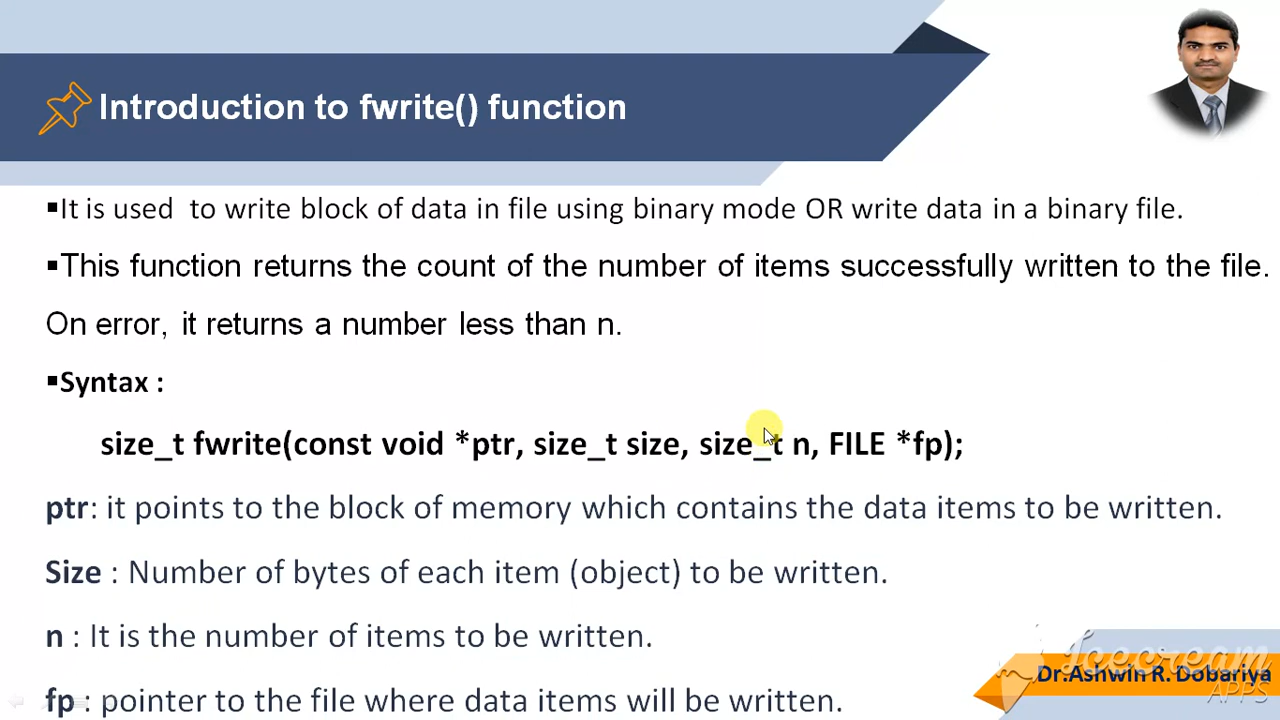 Introduction to fwrite() function
▪It is used to write block of data in file using binary mode OR write data in a binary file.
▪This function returns the count of the number of items successfully written to the file.
On error, it returns a number less than n.
▪Syntax :
size_t fwrite(const void *ptr, size_t size, size_t n, FILE *fp);
ptr: it points to the block of memory which contains the data items to be written.
Size : Number of bytes of each item (object) to be written.
n : It is the number of items to be written.
fp : pointer to the file where data items will be written.
Icecream
Dr.Ashwin R. Dobariya
APPS